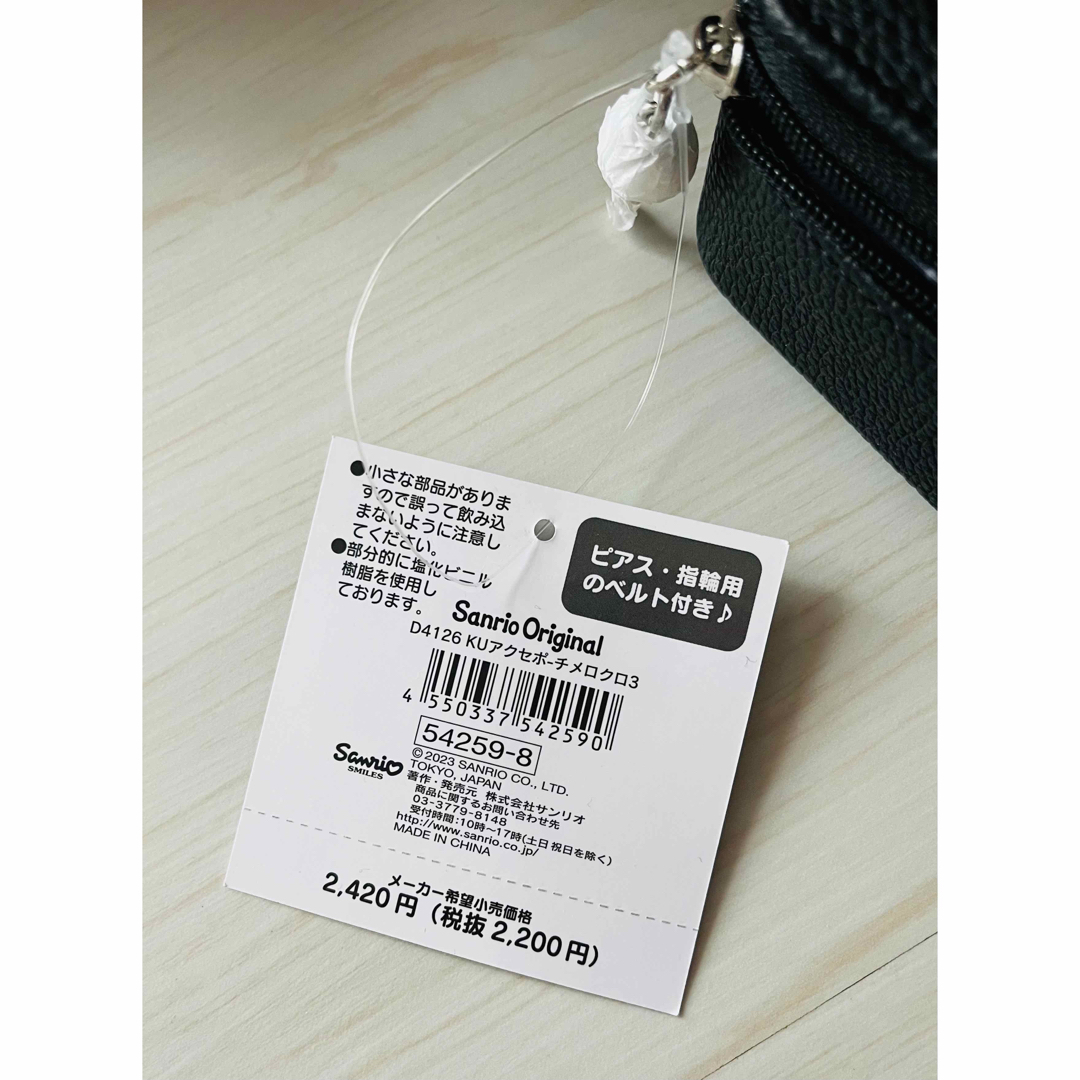 ●小さな部品がありま
すので誤って飲み込
まないように注意し
てください。
●部分的に塩化ビニル
樹脂を使用し
ております。
ピアス・指輪用
のベルト付き♪
Sanrio Original
D4126 KUアクセポーチメロクロ3
4 550337 542590
54259-8
Sanrio
SMILES
©2023 SANRIO CO., LTD.
TOKYO, JAPAN
著作・発売元 株式会社サンリオ
商品に関するお問い合わせ先
03-3779-8148
受付時間:10時〜17時(土日祝日を除く)
http://www.sanrio.co.jp/
MADE IN CHINA
メーカー希望小売価格
2,420円(税抜2,200円)